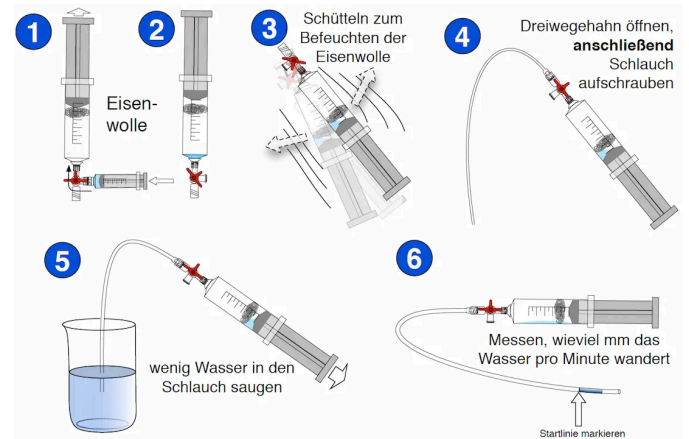 1
Eisen-
wolle
2
3
Schütteln zum
Befeuchten der
Eisenwolle
4
Dreiwegehahn öffnen,
anschließend
Schlauch
aufschrauben
5
wenig Wasser in den
Schlauch saugen
6
Messen, wieviel mm das
Wasser pro Minute wandert
Startlinie markieren